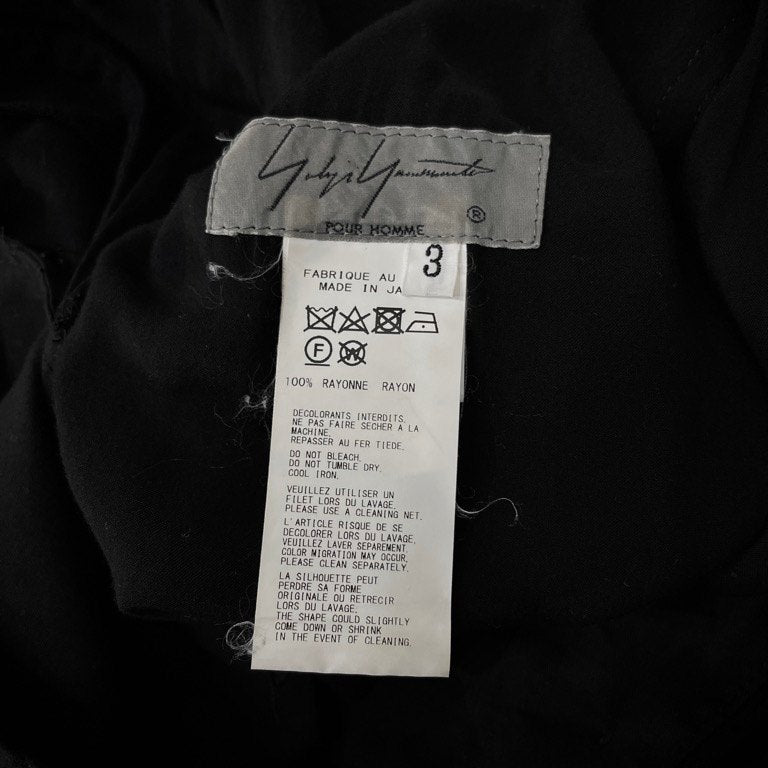 Yohji Yamamoto
®
POUR HOMME
3
FABRIQUE AU
MADE IN JA
F
W
100% RAYONNE RAYON
DECOLORANTS INTERDITS.
NE PAS FAIRE SECHER A LA
MACHINE.
REPASSER AU FER TIEDE.
DO NOT BLEACH.
DO NOT TUMBLE DRY.
COOL IRON.
VEUILLEZ UTILISER UN
FILET LORS DU LAVAGE.
PLEASE USE A CLEANING NET.
L'ARTICLE RISQUE DE SE
DECOLORER LORS DU LAVAGE,
VEUILLEZ LAVER SEPAREMENT.
COLOR MIGRATION MAY OCCUR,
PLEASE CLEAN SEPARATELY.
LA SILHOUETTE PEUT
PERDRE SA FORME
ORIGINALE OU RETRECIR
LORS DU LAVAGE.
THE SHAPE COULD SLIGHTLY
COME DOWN OR SHRINK
IN THE EVENT OF CLEANING.